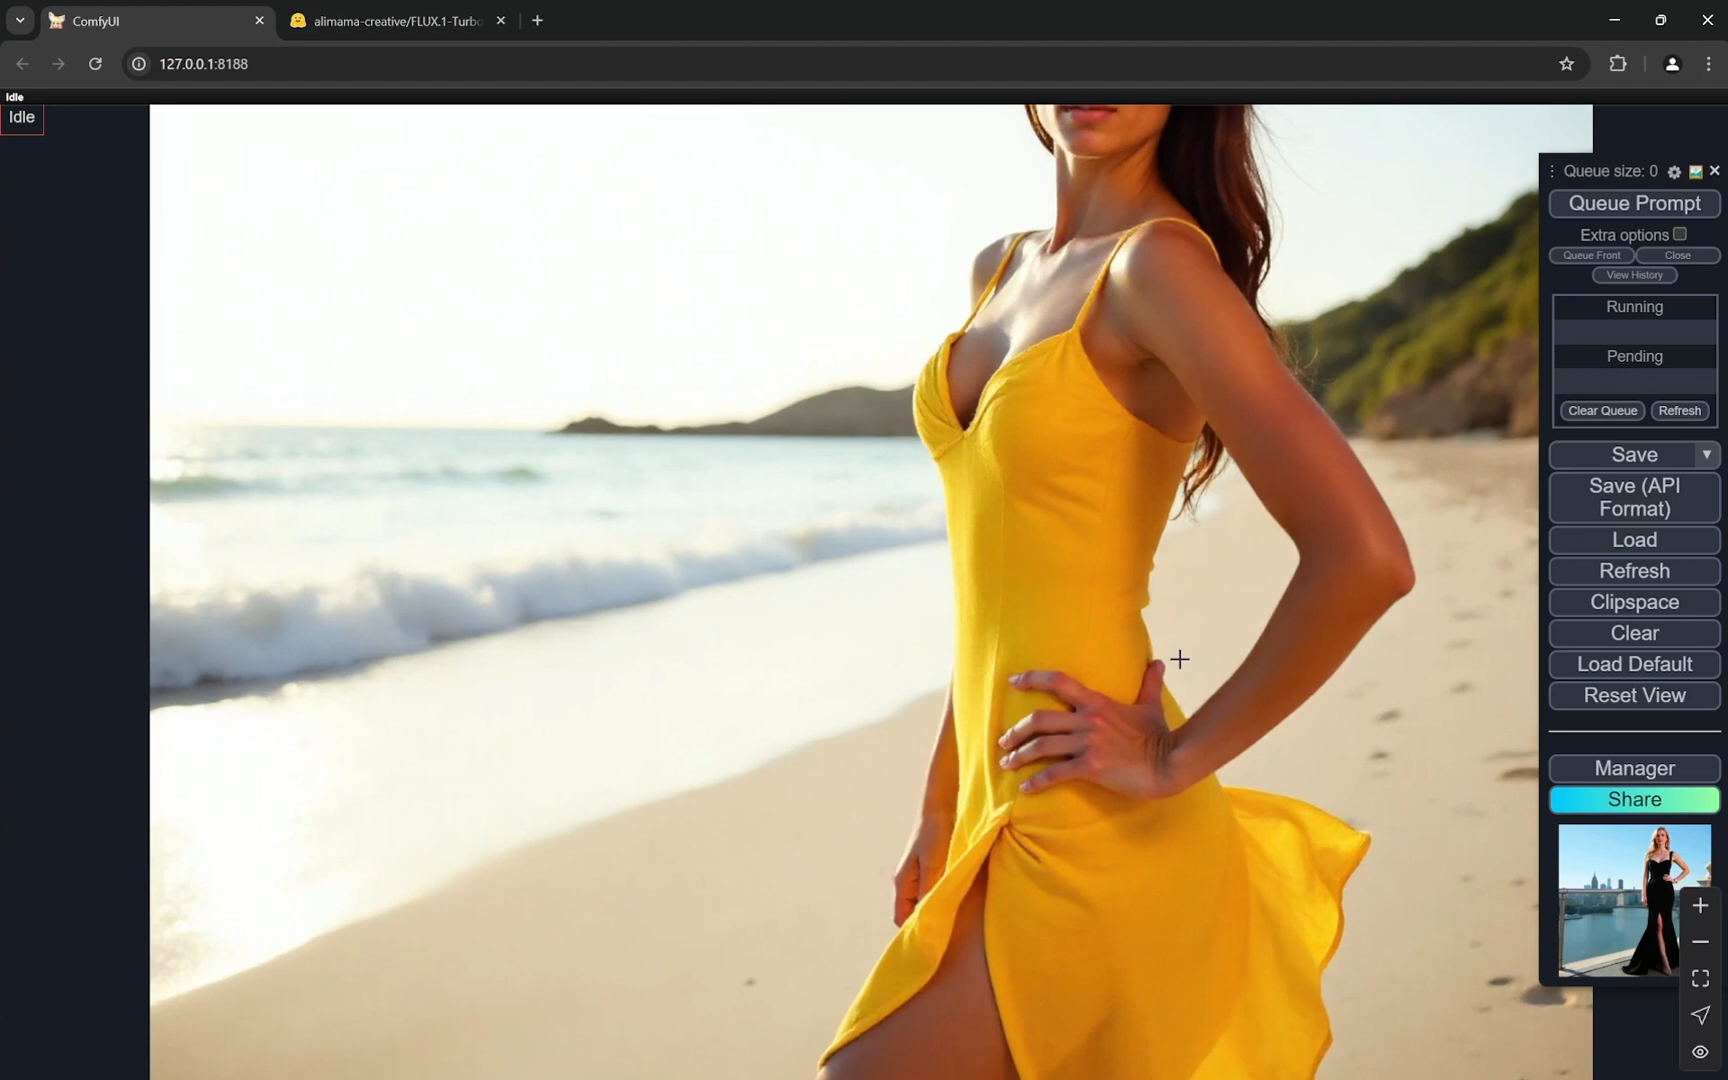 ComfyUI
alimama-creative/FLUX.1-Turbo
127.0.0.1:8188
Idle
Idle
Queue size: 0
Queue Prompt
Extra options
Queue Front
Close
View History
Running
Pending
Clear Queue
Refresh
Save ▼
Save (API
Format)
Load
Refresh
Clipspace
Clear
Load Default
Reset View
Manager
Share